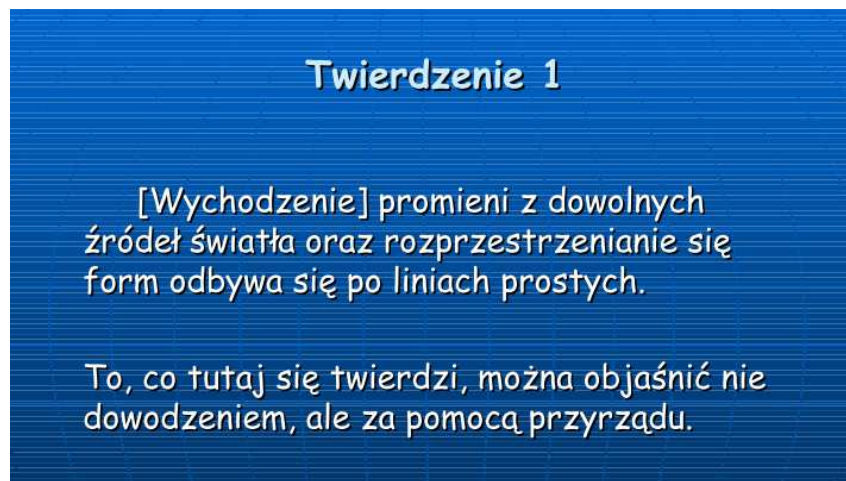 Twierdzenie 1
[Wychodzenie] promieni z dowolnych
źródeł światła oraz rozprzestrzenianie się
form odbywa się po liniach prostych.
To, co tutaj się twierdzi, można objaśnić nie
dowodzeniem, ale za pomocą przyrządu.